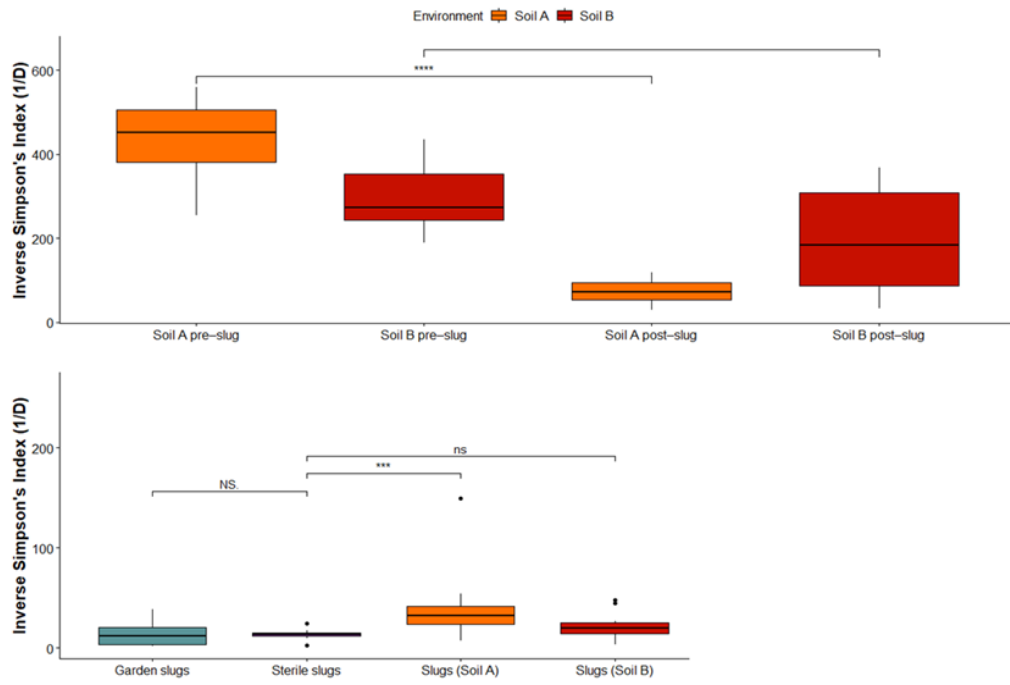 Environment Soil A Soil B
Inverse Simpson's Index (1/D)
600
400
200
0
****
Soil A pre–slug Soil B pre–slug Soil A post–slug Soil B post–slug
Inverse Simpson's Index (1/D)
200
100
0
ns
***
NS.
Garden slugs Sterile slugs Slugs (Soil A) Slugs (Soil B)